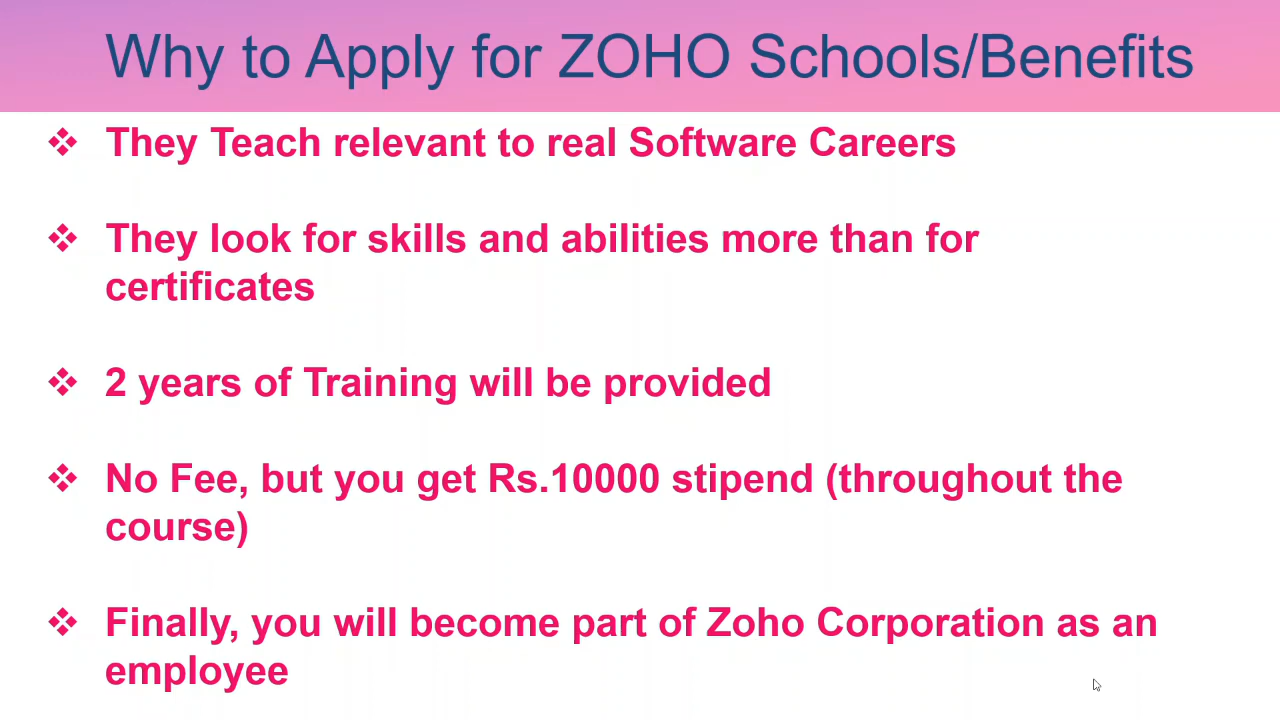 Why to Apply for ZOHO Schools/Benefits
❖ They Teach relevant to real Software Careers
❖ They look for skills and abilities more than for
certificates
❖ 2 years of Training will be provided
❖ No Fee, but you get Rs.10000 stipend (throughout the
course)
❖ Finally, you will become part of Zoho Corporation as an
employee